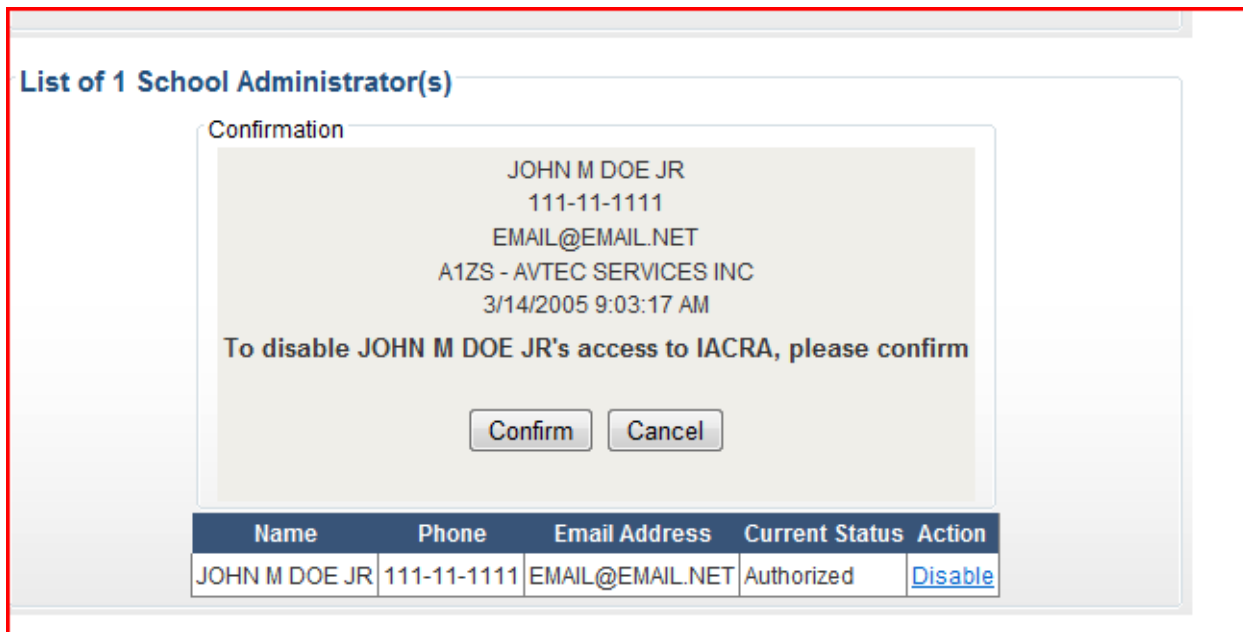 List of 1 School Administrator(s)
Confirmation
JOHN M DOE JR
111-11-1111
EMAIL@EMAIL.NET
A1ZS - AVTEC SERVICES INC
3/14/2005 9:03:17 AM
To disable JOHN M DOE JR's access to IACRA, please confirm
Confirm Cancel
Name Phone Email Address Current Status Action
JOHN M DOE JR 111-11-1111 EMAIL@EMAIL.NET Authorized Disable